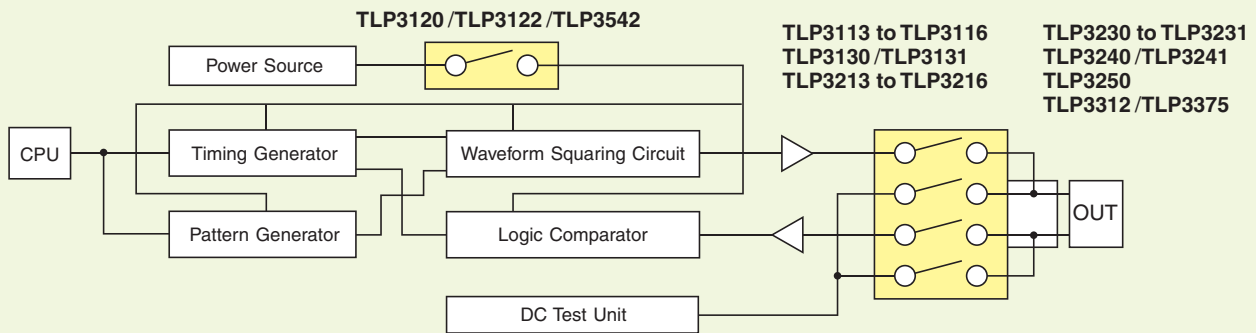 TLP3120 /TLP3122 /TLP3542
TLP3113 to TLP3116
TLP3130 /TLP3131
TLP3213 to TLP3216
TLP3230 to TLP3231
TLP3240 /TLP3241
TLP3250
TLP3312 /TLP3375
Power Source
CPU
Timing Generator
Waveform Squaring Circuit
Pattern Generator
Logic Comparator
OUT
DC Test Unit